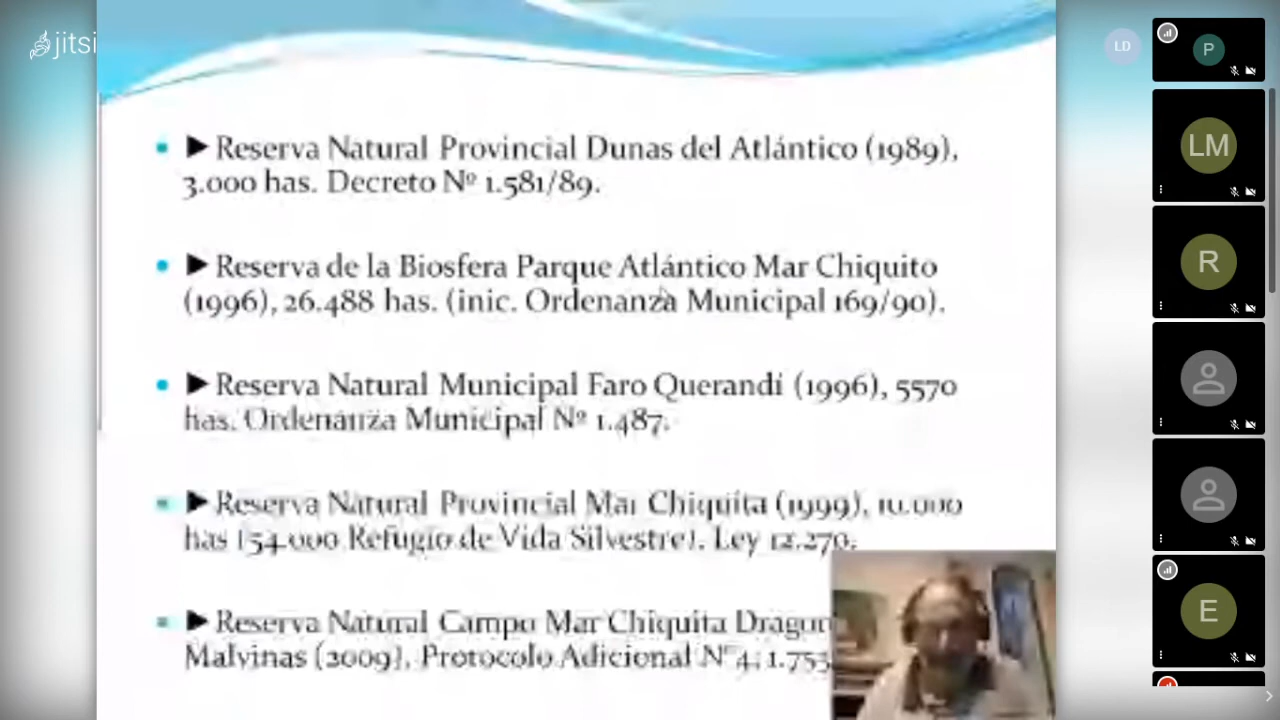 jitsi
► Reserva Natural Provincial Dunas del Atlántico (1989),
3.000 has. Decreto Nº 1.581/89.
► Reserva de la Biosfera Parque Atlántico Mar Chiquito
(1996), 26.488 has. (inic. Ordenanza Municipal 169/90).
► Reserva Natural Municipal Faro Querandí (1996), 5570
has. Ordenanza Municipal Nº 1.487.
► Reserva Natural Provincial Mar Chiquita (1999), 10.000
has (54.000 Refugio de Vida Silvestre). Ley 12.270.
► Reserva Natural Campo Mar Chiquita Dragon
Malvinas (2009). Protocolo Adicional Nº 4; 1.753
LD
P
LM
R
E